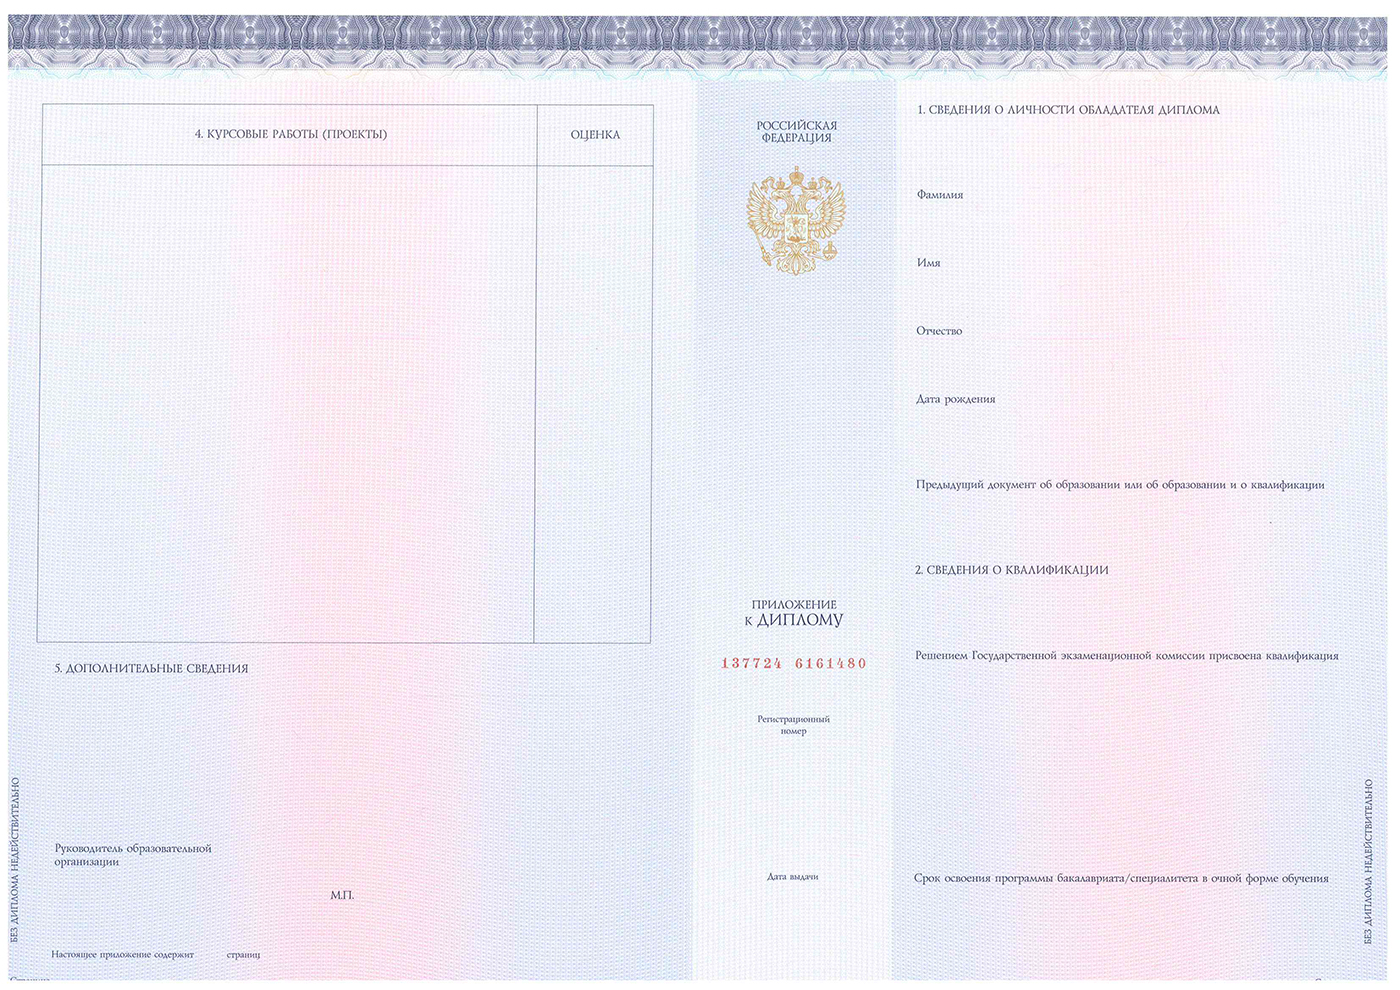 4. КУРСОВЫЕ РАБОТЫ (ПРОЕКТЫ)
ОЦЕНКА
5. ДОПОЛНИТЕЛЬНЫЕ СВЕДЕНИЯ
Руководитель образовательной
организации
М.П.
Настоящее приложение содержит страниц
БЕЗ ДИПЛОМА НЕДЕЙСТВИТЕЛЬНО
РОССИЙСКАЯ
ФЕДЕРАЦИЯ
ПРИЛОЖЕНИЕ
к ДИПЛОМУ
137724 6161480
Регистрационный
номер
Дата выдачи
1. СВЕДЕНИЯ О ЛИЧНОСТИ ОБЛАДАТЕЛЯ ДИПЛОМА
Фамилия
Имя
Отчество
Дата рождения
Предыдущий документ об образовании или об образовании и о квалификации
2. СВЕДЕНИЯ О КВАЛИФИКАЦИИ
Решением Государственной экзаменационной комиссии присвоена квалификация
Срок освоения программы бакалавриата/специалитета в очной форме обучения
БЕЗ ДИПЛОМА НЕДЕЙСТВИТЕЛЬНО